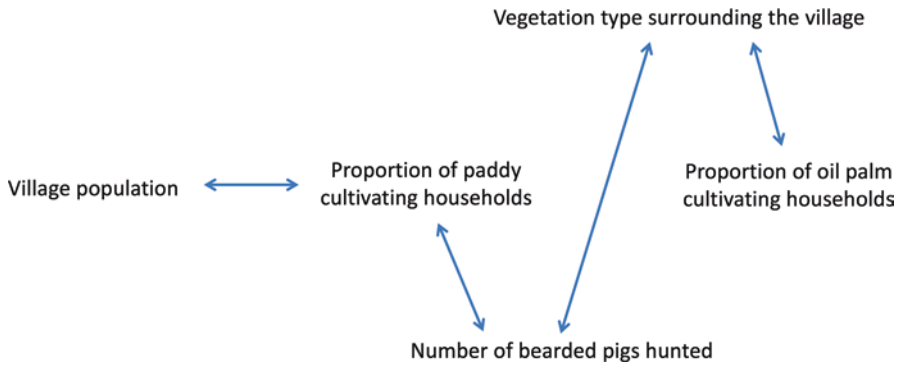 Vegetation type surrounding the village
Village population
Proportion of paddy
cultivating households
Proportion of oil palm
cultivating households
Number of bearded pigs hunted